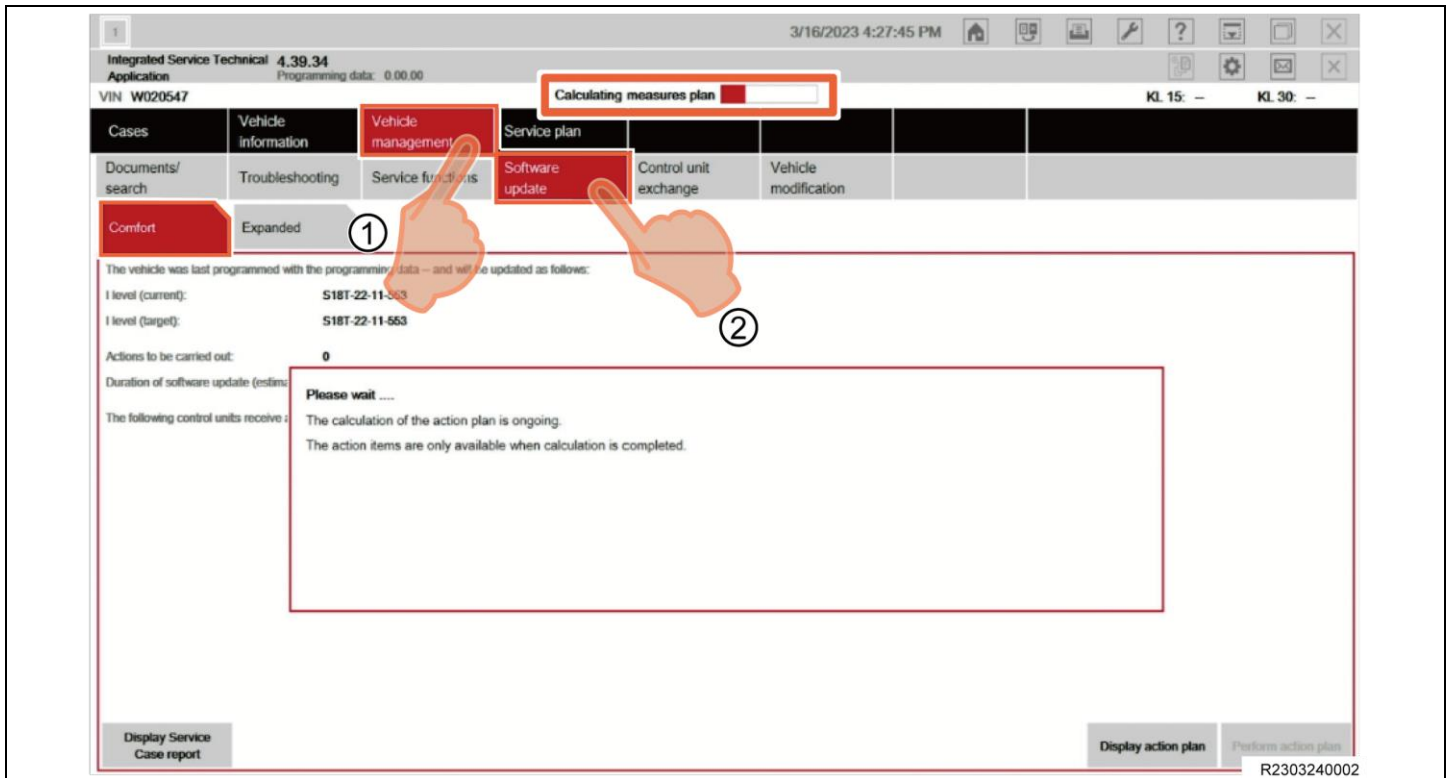 1
3/16/2023 4:27:45 PM
?
Integrated Service Technical
Application
4.39.34
Programming data: 0.00.00
VIN W020547
Calculating measures plan
KL 15: –
KL 30: –
Cases
Vehicle
information
Vehicle
management
Service plan
Documents/
search
Troubleshooting
Service functions
Software
update
Control unit
exchange
Vehicle
modification
Comfort
Expanded
①
The vehicle was last programmed with the programming data – and will be updated as follows:
I level (current): S18T-22-11-553
I level (target): S18T-22-11-553
②
Actions to be carried out: 0
Duration of software update
The following control units receive
Please wait ....
The calculation of the action plan is ongoing.
The action items are only available when calculation is completed.
Display Service
Case report
Display action plan
Perform action plan
R2303240002